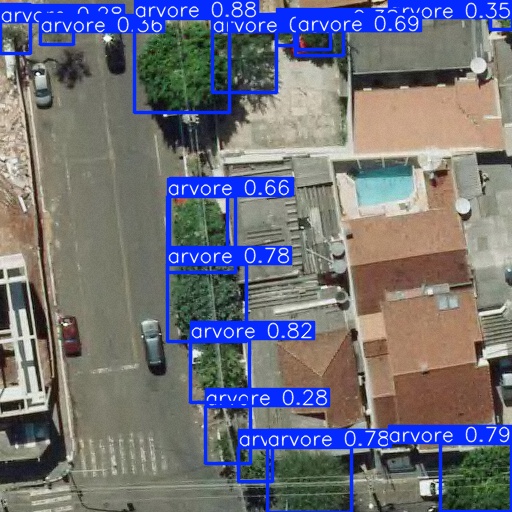 arvore 0.88
arvore 0.35
arvore 0.28
arvore 0.36
arvore 0.69
arvore 0.66
arvore 0.78
arvore 0.82
arvore 0.28
arvore 0.78
arvore 0.79